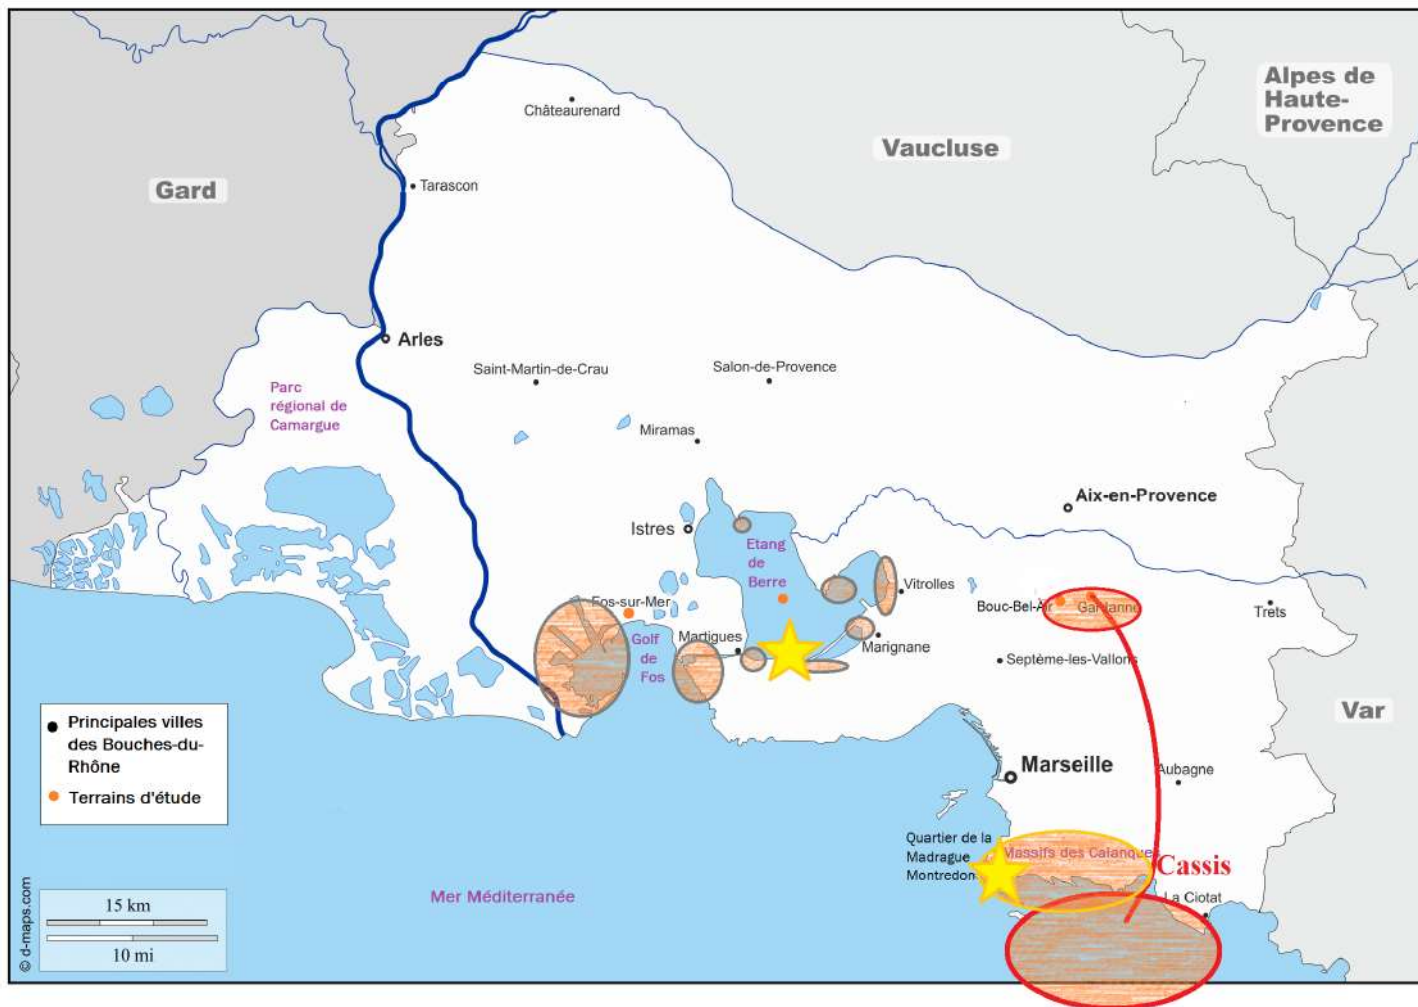 Alpes de
Haute-
Provence
Châteaurenard
Vaucluse
Gard
Tarascon
Arles
Saint-Martin-de-Crau
Salon-de-Provence
Parc
régional de
Camargue
Miramas
Aix-en-Provence
Istres
Etang
de
Berre
Vitrolles
Fos-sur-Mer
Bouc-Bel-Air
Gardanne
Trets
Golf
de
Fos
Martigues
Marignane
Septème-les-Vallons
Var
Principales villes
des Bouches-du-
Rhône
Terrains d'étude
Marseille
Aubagne
Quartier de la
Madrague
Montredon
Massifs des Calanques
Cassis
La Ciotat
Mer Méditerranée
15 km
10 mi
© d-maps.com